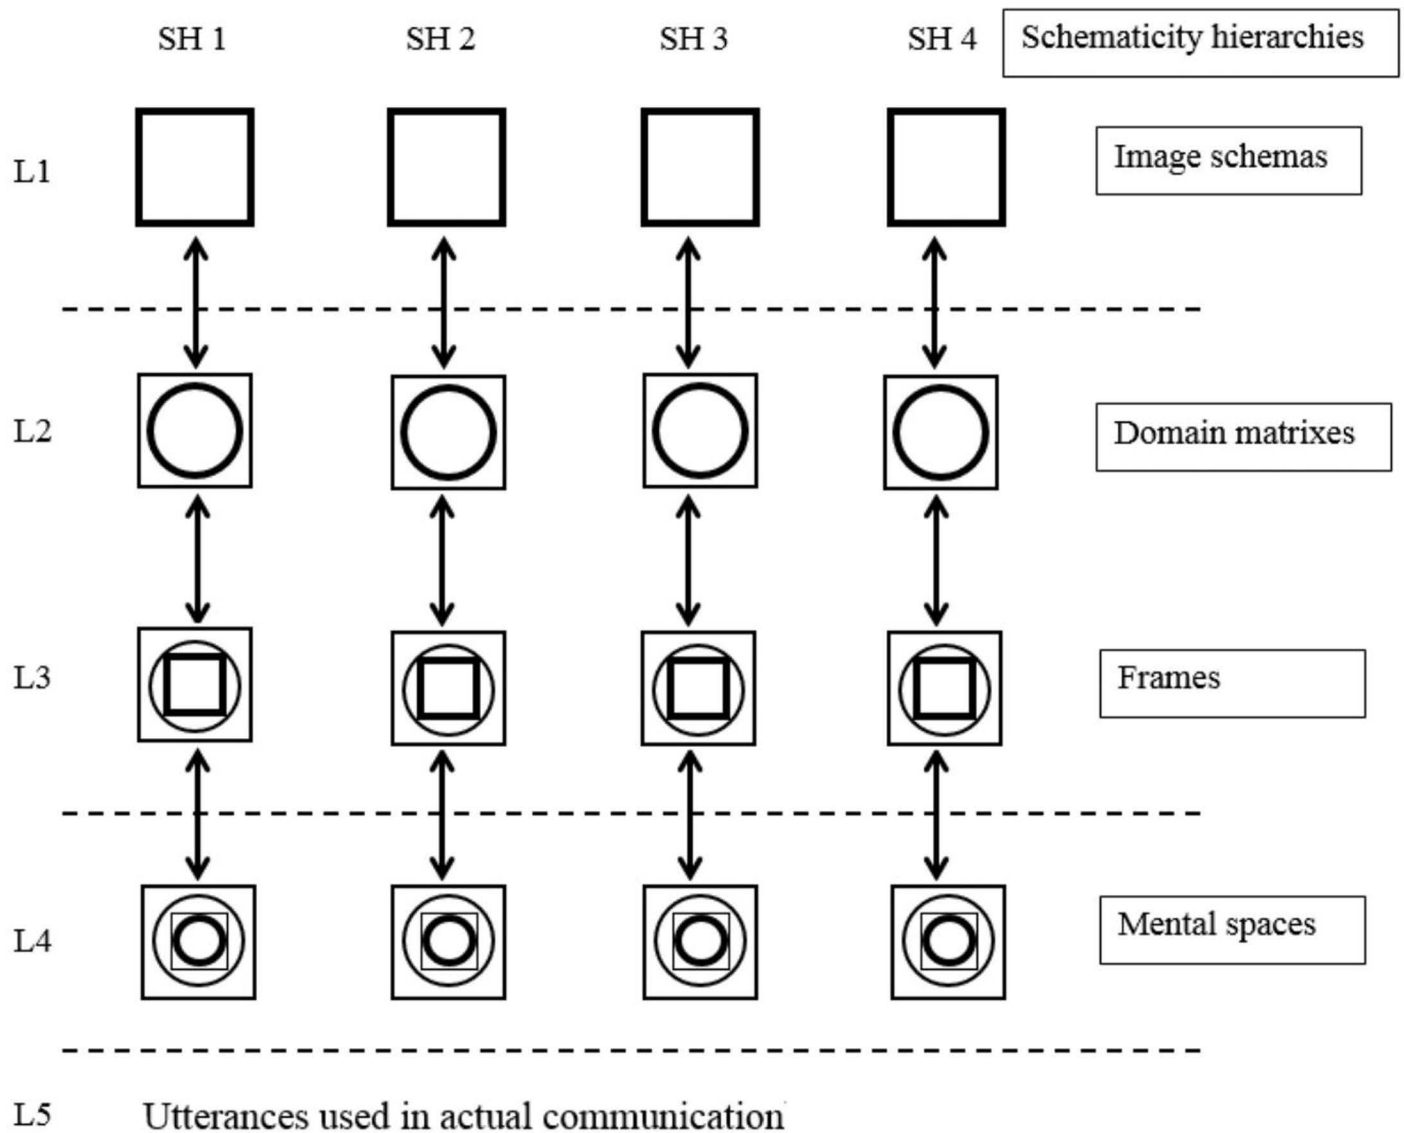 SH 1 SH 2 SH 3 SH 4 Schematicity hierarchies
L1 Image schemas
L2 Domain matrixes
L3 Frames
L4 Mental spaces
L5 Utterances used in actual communication